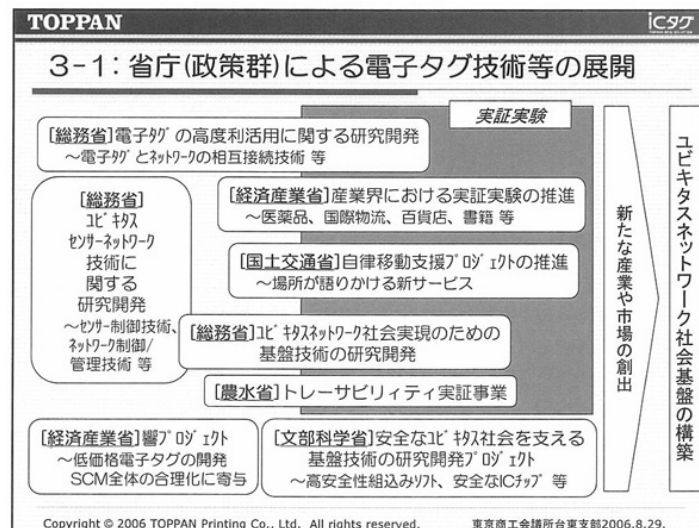 TOPPAN
icタグ
3-1：省庁(政策群)による電子タグ技術等の展開
実証実験
[総務省]電子ﾀｸﾞの高度利活用に関する研究開発
～電子ﾀｸﾞとﾈｯﾄﾜｰｸの相互接続技術 等
[総務省]
ﾕﾋﾞｷﾀｽ
ｾﾝｻｰﾈｯﾄﾜｰｸ
技術に
関する
研究開発
～ｾﾝｻｰ制御技術、
ﾈｯﾄﾜｰｸ制御/
管理技術 等
[経済産業省]産業界における実証実験の推進
～医薬品、国際物流、百貨店、書籍 等
[国土交通省]自律移動支援ﾌﾟﾛｼﾞｪｸﾄの推進
～場所が語りかける新サービス
[総務省]ﾕﾋﾞｷﾀｽﾈｯﾄﾜｰｸ社会実現のための
基盤技術の研究開発
[農水省]トレーサビリティ実証事業
[経済産業省]響ﾌﾟﾛｼﾞｪｸﾄ
～低価格電子タグの開発
SCM全体の合理化に寄与
[文部科学省]安全なﾕﾋﾞｷﾀｽ社会を支える
基盤技術の研究開発ﾌﾟﾛｼﾞｪｸﾄ
～高安全性組込みｿﾌﾄ、安全なICﾁｯﾌﾟ 等
新たな産業や市場の創出
ユビキタスネットワーク社会基盤の構築
Copyright © 2006 TOPPAN Printing Co., Ltd. All rights reserved.
東京商工会議所台東支部2006.8.29.